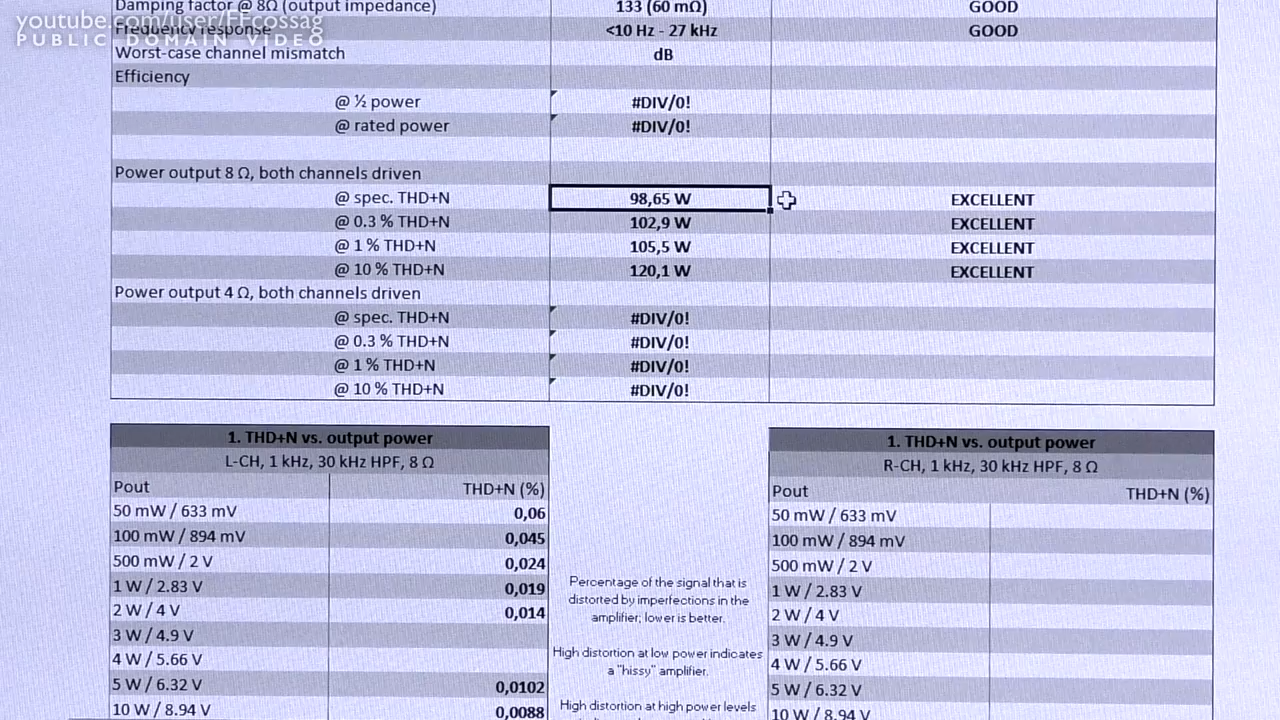 youtube.com/user/FFcossag
PUBLIC DOMAIN VIDEO
Damping factor @ 8Ω (output impedance) 133 (60 mΩ) GOOD
Frequency response <10 Hz - 27 kHz GOOD
Worst-case channel mismatch dB
Efficiency
@ ½ power #DIV/0!
@ rated power #DIV/0!
Power output 8 Ω, both channels driven
@ spec. THD+N 98,65 W EXCELLENT
@ 0.3 % THD+N 102,9 W EXCELLENT
@ 1 % THD+N 105,5 W EXCELLENT
@ 10 % THD+N 120,1 W EXCELLENT
Power output 4 Ω, both channels driven
@ spec. THD+N #DIV/0!
@ 0.3 % THD+N #DIV/0!
@ 1 % THD+N #DIV/0!
@ 10 % THD+N #DIV/0!
1. THD+N vs. output power
L-CH, 1 kHz, 30 kHz HPF, 8 Ω
Pout THD+N (%)
50 mW / 633 mV 0,06
100 mW / 894 mV 0,045
500 mW / 2 V 0,024
1 W / 2.83 V 0,019
2 W / 4 V 0,014
3 W / 4.9 V
4 W / 5.66 V
5 W / 6.32 V 0,0102
10 W / 8.94 V 0,0088
Percentage of the signal that is
distorted by imperfections in the
amplifier; lower is better.
High distortion at low power indicates
a "hissy" amplifier.
High distortion at high power levels
1. THD+N vs. output power
R-CH, 1 kHz, 30 kHz HPF, 8 Ω
Pout THD+N (%)
50 mW / 633 mV
100 mW / 894 mV
500 mW / 2 V
1 W / 2.83 V
2 W / 4 V
3 W / 4.9 V
4 W / 5.66 V
5 W / 6.32 V
10 W / 8.94 V